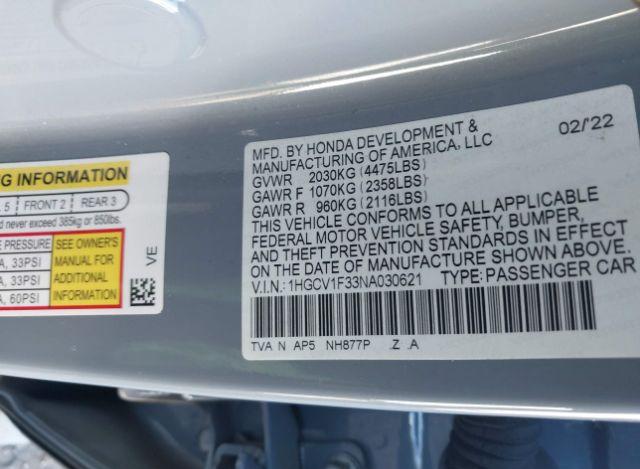 NG INFORMATION
5 FRONT 2 REAR 3
d never exceed 385kg or 850lbs.
E PRESSURE SEE OWNER'S
A, 33PSI MANUAL FOR
A, 33PSI ADDITIONAL
A, 60PSI INFORMATION
VE
MFD. BY HONDA DEVELOPMENT & 02/'22
MANUFACTURING OF AMERICA, LLC
GVWR 2030KG (4475LBS)
GAWR F 1070KG (2358LBS)
GAWR R 960KG (2116LBS)
THIS VEHICLE CONFORMS TO ALL APPLICABLE
FEDERAL MOTOR VEHICLE SAFETY, BUMPER,
AND THEFT PREVENTION STANDARDS IN EFFECT
ON THE DATE OF MANUFACTURE SHOWN ABOVE.
V.I.N.: 1HGCV1F33NA030621 TYPE: PASSENGER CAR
TVA N AP5 NH877P .Z .A